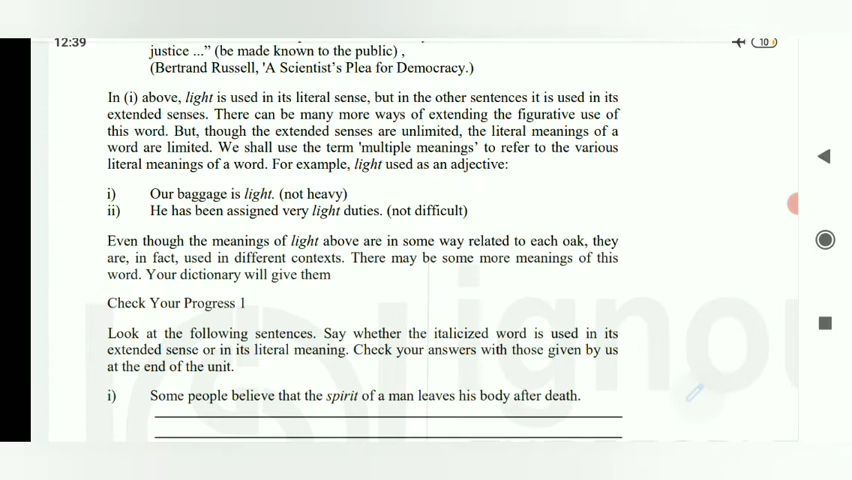 12:39
10
justice ...” (be made known to the public) ,
(Bertrand Russell, 'A Scientist’s Plea for Democracy.)
In (i) above, light is used in its literal sense, but in the other sentences it is used in its
extended senses. There can be many more ways of extending the figurative use of
this word. But, though the extended senses are unlimited, the literal meanings of a
word are limited. We shall use the term 'multiple meanings’ to refer to the various
literal meanings of a word. For example, light used as an adjective:
i) Our baggage is light. (not heavy)
ii) He has been assigned very light duties. (not difficult)
Even though the meanings of light above are in some way related to each oak, they
are, in fact, used in different contexts. There may be some more meanings of this
word. Your dictionary will give them
Check Your Progress 1
Look at the following sentences. Say whether the italicized word is used in its
extended sense or in its literal meaning. Check your answers with those given by us
at the end of the unit.
i) Some people believe that the spirit of a man leaves his body after death.
ignou